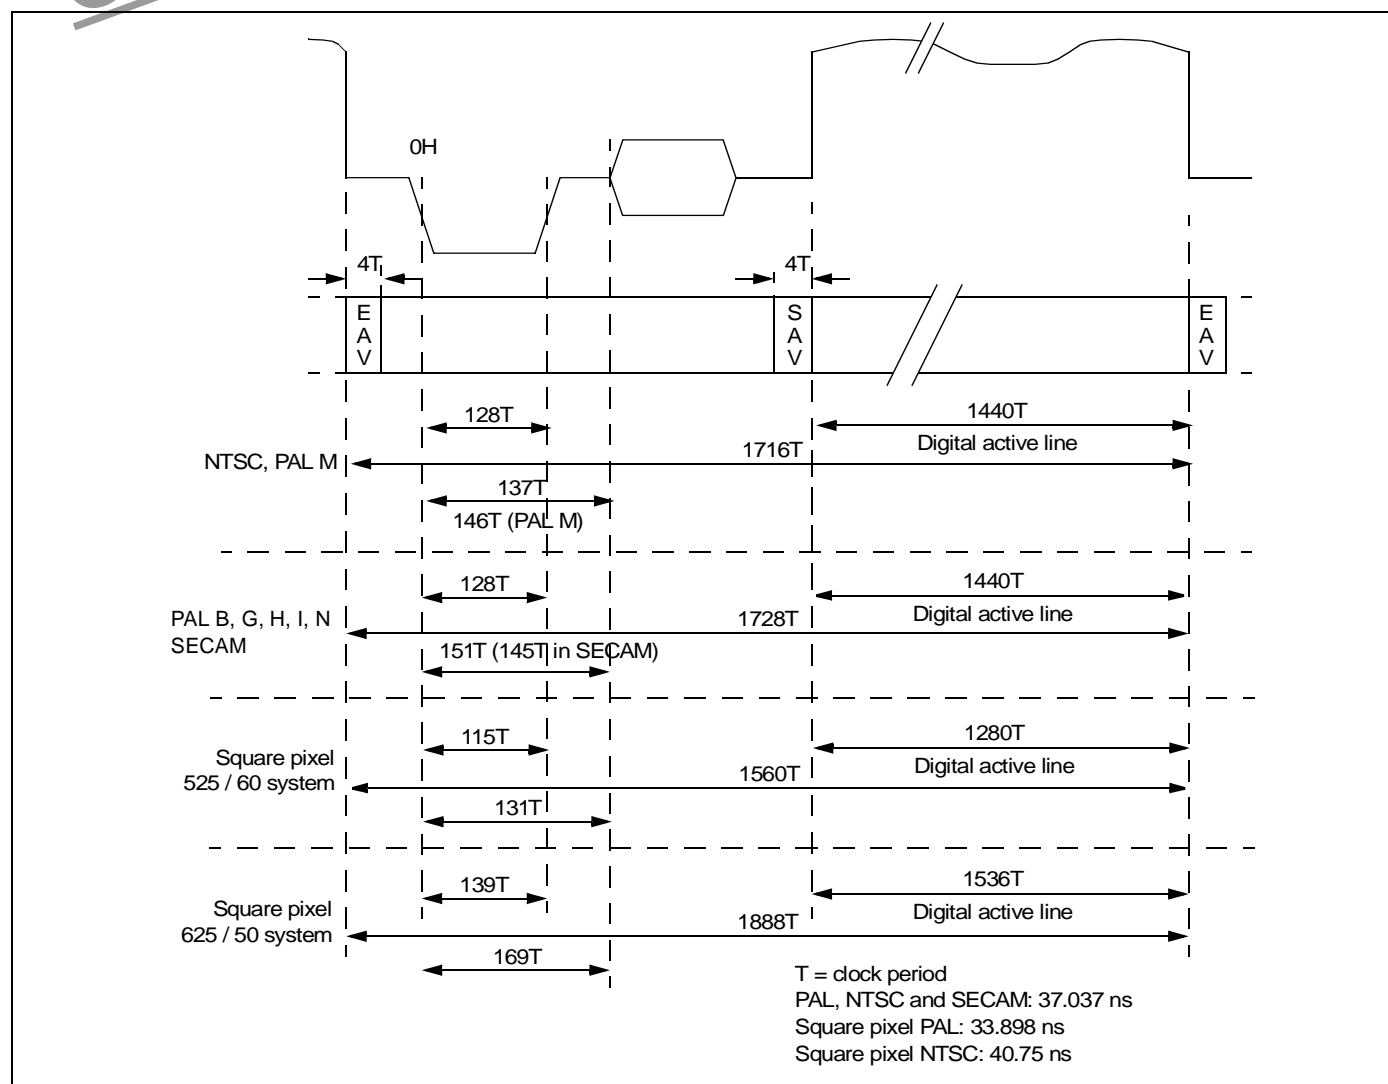 0H
4T
4T
EAV
SAV
EAV
128T
1440T
Digital active line
NTSC, PAL M
1716T
137T
146T (PAL M)
128T
1440T
Digital active line
PAL B, G, H, I, N
SECAM
1728T
151T (145T in SECAM)
115T
1280T
Digital active line
Square pixel
525 / 60 system
1560T
131T
139T
1536T
Digital active line
Square pixel
625 / 50 system
1888T
169T
T = clock period
PAL, NTSC and SECAM: 37.037 ns
Square pixel PAL: 33.898 ns
Square pixel NTSC: 40.75 ns